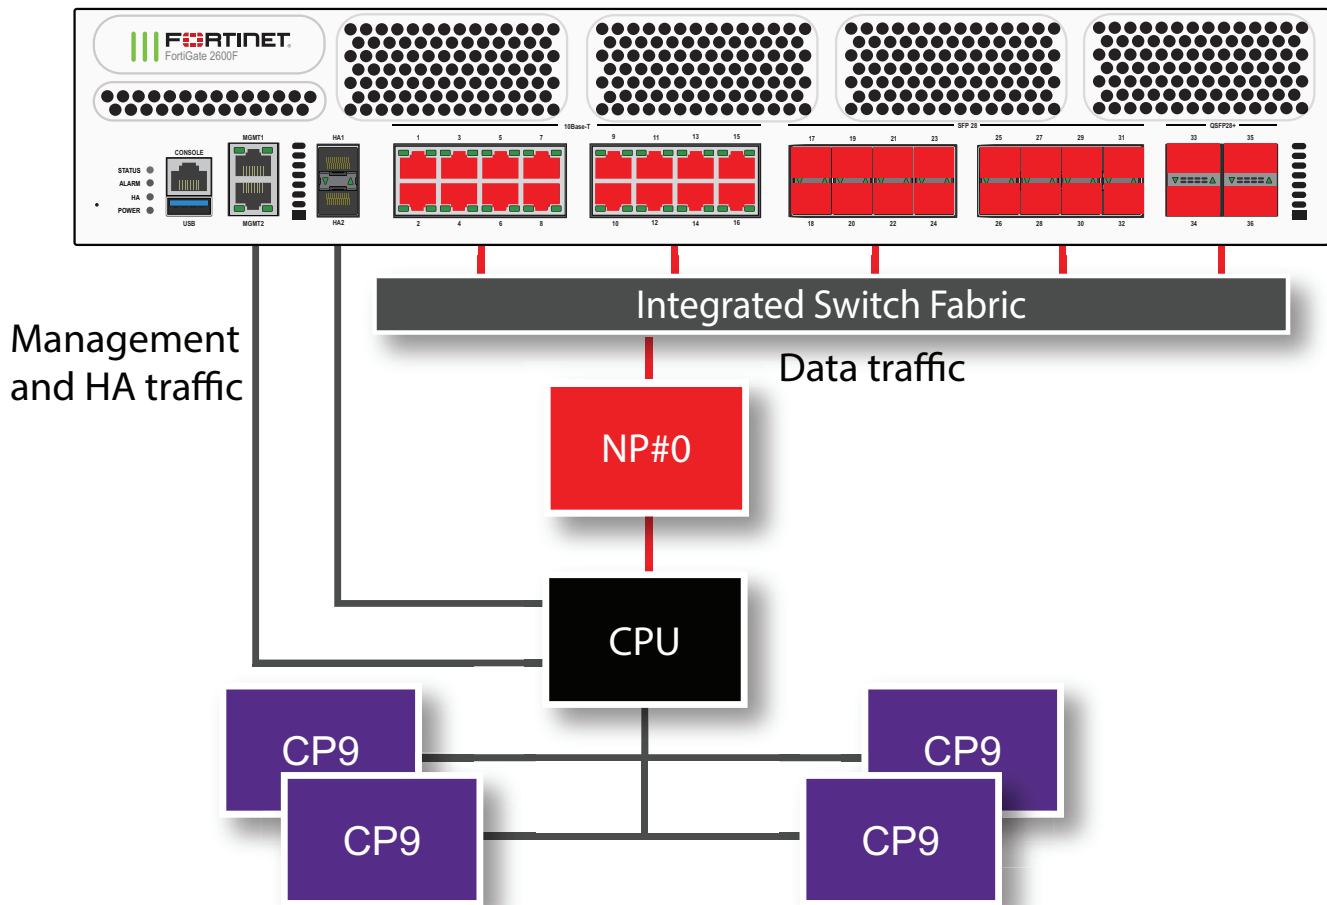 FORTINET
FortiGate 2600F
10Base-T
SFP 28
QSFP28+
MGMT1
HA1
1 3 5 7
9 11 13 15
17 19 21 23
25 27 29 31
33 35
CONSOLE
STATUS
ALARM
HA
POWER
USB
MGMT2
HA2
2 4 6 8
10 12 14 16
18 20 22 24
26 28 30 32
34 36
Integrated Switch Fabric
Management
and HA traffic
Data traffic
NP#0
CPU
CP9
CP9
CP9
CP9